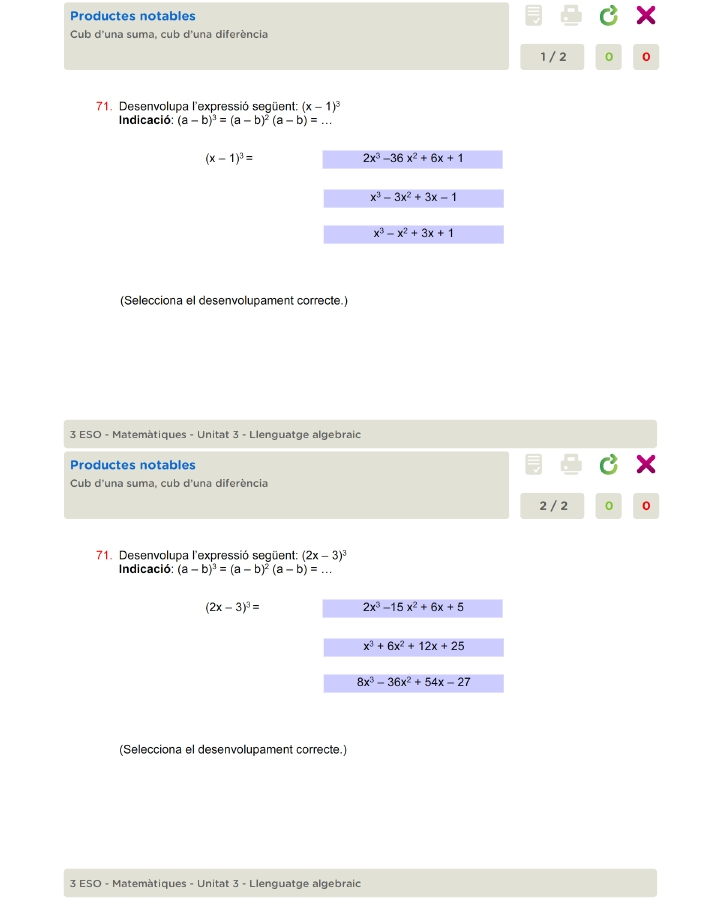 Productes notables
Cub d'una suma, cub d'una diferència
1 / 2 0 0
71. Desenvolupa l'expressió següent: (x – 1)³
Indicació: (a – b)³ = (a – b)² (a – b) = …
(x – 1)³ = 2x³ –36 x² + 6x + 1
x³ – 3x² + 3x – 1
x³ – x² + 3x + 1
(Selecciona el desenvolupament correcte.)
3 ESO - Matemàtiques - Unitat 3 - Llenguatge algebraic
Productes notables
Cub d'una suma, cub d'una diferència
2 / 2 0 0
71. Desenvolupa l'expressió següent: (2x – 3)³
Indicació: (a – b)³ = (a – b)² (a – b) = …
(2x – 3)³ = 2x³ –15 x² + 6x + 5
x³ + 6x² + 12x + 25
8x³ – 36x² + 54x – 27
(Selecciona el desenvolupament correcte.)
3 ESO - Matemàtiques - Unitat 3 - Llenguatge algebraic